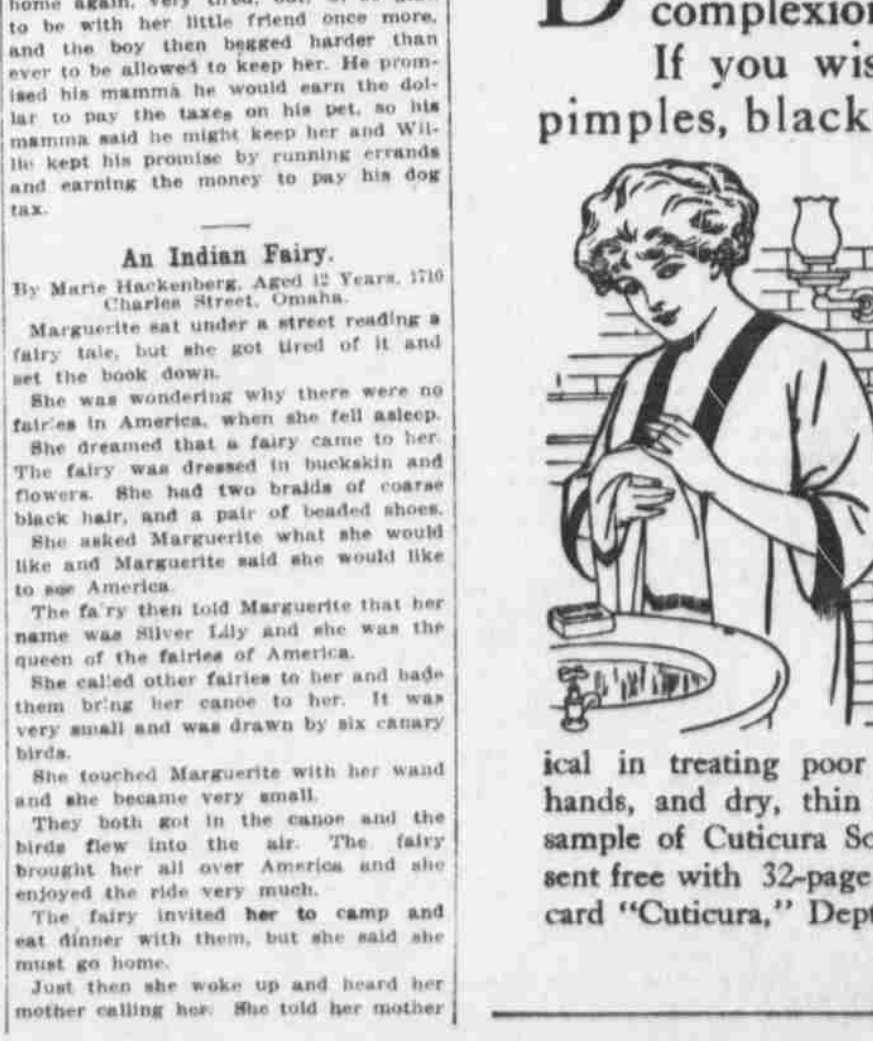 home again, very tired, but, o, so glad
to be with her little friend once more,
and the boy then begged harder than
ever to be allowed to keep her. He prom-
ised his mamma he would earn the dol-
lar to pay the taxes on his pet, so his
mamma said he might keep her and Wil-
lie kept his promise by running errands
and earning the money to pay his dog
tax.
An Indian Fairy.
By Marie Hackenberg, Aged 12 Years, 1710
Charles Street, Omaha.
Marguerite sat under a street reading a
fairy tale, but she got tired of it and
set the book down.
She was wondering why there were no
fairies in America, when she fell asleep.
She dreamed that a fairy came to her.
The fairy was dressed in buckskin and
flowers. She had two braids of coarse
black hair, and a pair of beaded shoes.
She asked Marguerite what she would
like and Marguerite said she would like
to see America.
The fairy then told Marguerite that her
name was Silver Lily and she was the
queen of the fairies of America.
She called other fairies to her and bade
them bring her canoe to her. It was
very small and was drawn by six canary
birds.
She touched Marguerite with her wand
and she became very small.
They both got in the canoe and the
birds flew into the air. The fairy
brought her all over America and she
enjoyed the ride very much.
The fairy invited her to camp and
eat dinner with them, but she said she
must go home.
Just then she woke up and heard her
mother calling her. She told her mother
complexion
If you wis
pimples, black
ical in treating poor
hands, and dry, thin
sample of Cuticura So
sent free with 32-page
card “Cuticura,” Dept